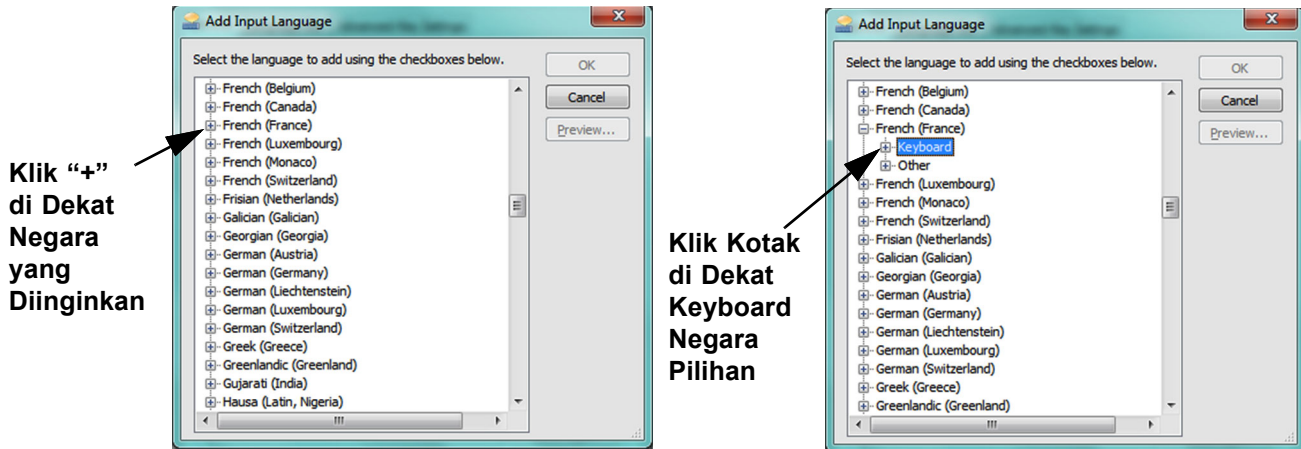 Klik “+”
di Dekat
Negara
yang
Diinginkan
Add Input Language
Select the language to add using the checkboxes below.
French (Belgium)
French (Canada)
French (France)
French (Luxembourg)
French (Monaco)
French (Switzerland)
Frisian (Netherlands)
Galician (Galician)
Georgian (Georgia)
German (Austria)
German (Germany)
German (Liechtenstein)
German (Luxembourg)
German (Switzerland)
Greek (Greece)
Greenlandic (Greenland)
Gujarati (India)
Hausa (Latin, Nigeria)
OK
Cancel
Preview...
Klik Kotak
di Dekat
Keyboard
Negara
Pilihan
Add Input Language
Select the language to add using the checkboxes below.
French (Belgium)
French (Canada)
French (France)
Keyboard
Other
French (Luxembourg)
French (Monaco)
French (Switzerland)
Frisian (Netherlands)
Galician (Galician)
Georgian (Georgia)
German (Austria)
German (Germany)
German (Liechtenstein)
German (Luxembourg)
German (Switzerland)
Greek (Greece)
Greenlandic (Greenland)
OK
Cancel
Preview...